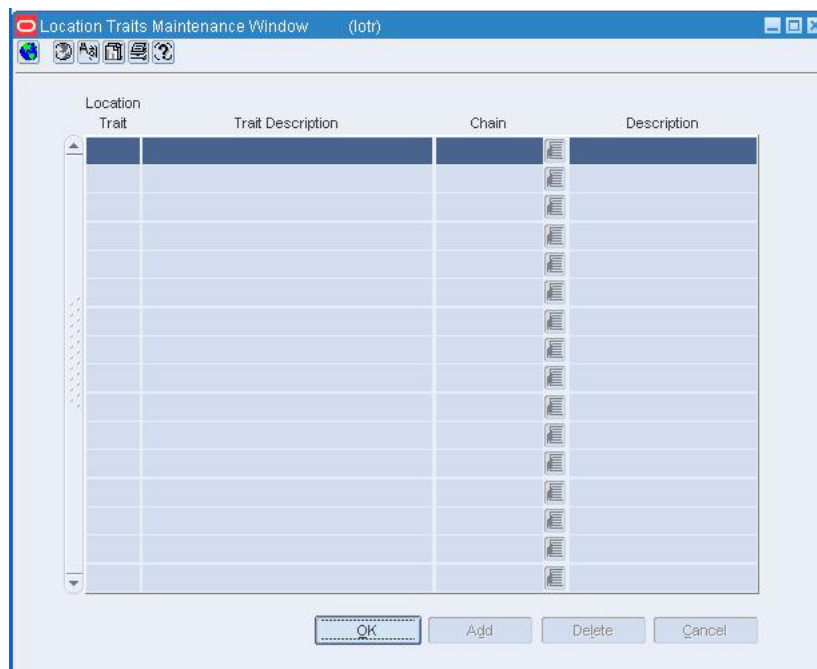 Location Traits Maintenance Window (lotr)
Location
Trait Trait Description Chain Description
OK Add Delete Cancel